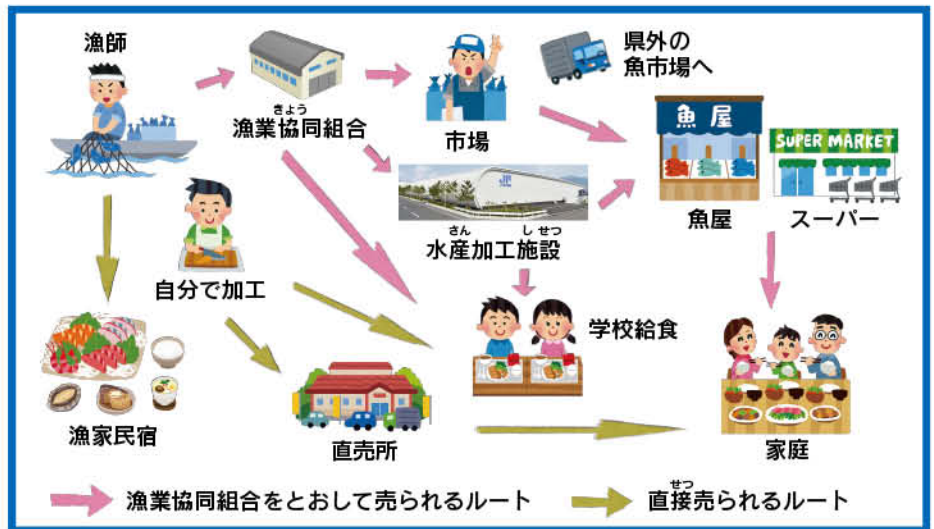 漁師
きょう
漁業協同組合
市場
県外の
魚市場へ
魚屋
SUPER MARKET
魚屋
スーパー
さん しせつ
水産加工施設
自分で加工
学校給食
漁家民宿
直売所
家庭
漁業協同組合をとおして売られるルート
せつ
直接売られるルート